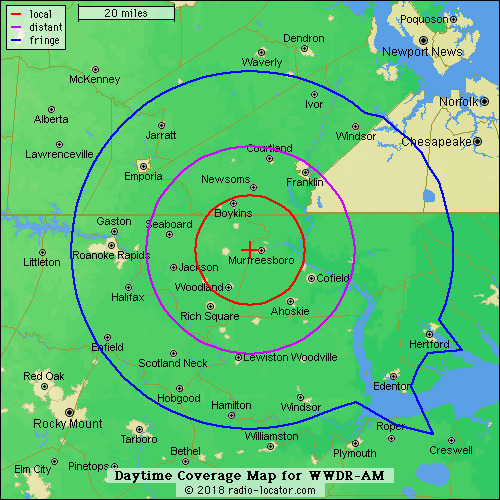 local
distant
fringe
20 miles
Poquoson
Dendron
Newport News
Waverly
McKenney
Ivor
Norfolk
Alberta
Jarratt
Windsor
Chesapeake
Lawrenceville
Courtland
Emporia
Franklin
Newsoms
Boykins
Gaston
Seaboard
Littleton
Roanoke Rapids
Murfreesboro
Jackson
Cofield
Halifax
Woodland
Rich Square
Ahoskie
Enfield
Hertford
Scotland Neck
Lewiston Woodville
Red Oak
Edenton
Hobgood
Rocky Mount
Hamilton
Windsor
Tarboro
Roper
Williamston
Plymouth
Creswell
Bethel
Elm City
Pinetops
Daytime Coverage Map for WWDR-AM
© 2018 radio-locator.com